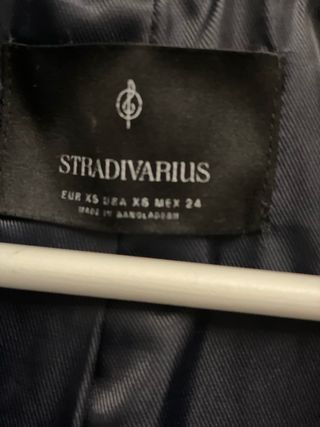 STRADIVARIUS
EUR XS USA XS MEX 24
MADE IN BANGLADESH